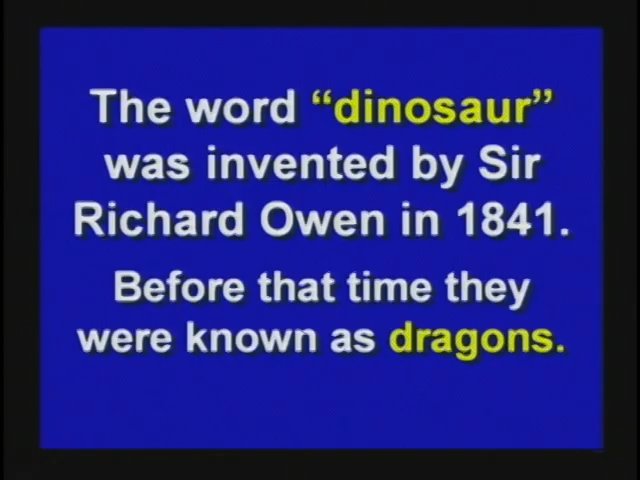 The word “dinosaur”
was invented by Sir
Richard Owen in 1841.
Before that time they
were known as dragons.